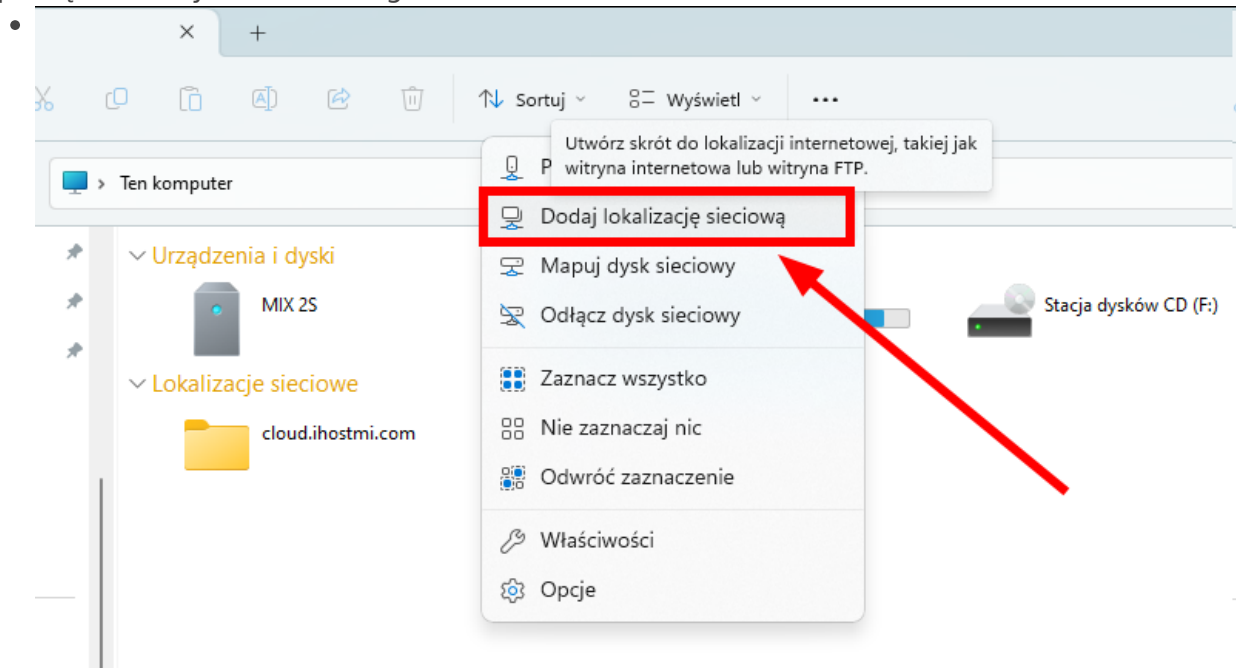 Sortuj
Wyświetl
Utwórz skrót do lokalizacji internetowej, takiej jak
witryna internetowa lub witryna FTP.
Ten komputer
Dodaj lokalizację sieciową
Mapuj dysk sieciowy
Odłącz dysk sieciowy
Zaznacz wszystko
Nie zaznaczaj nic
Odwróć zaznaczenie
Właściwości
Opcje
Urządzenia i dyski
MIX 2S
Stacja dysków CD (F:)
Lokalizacje sieciowe
cloud.ihostmi.com